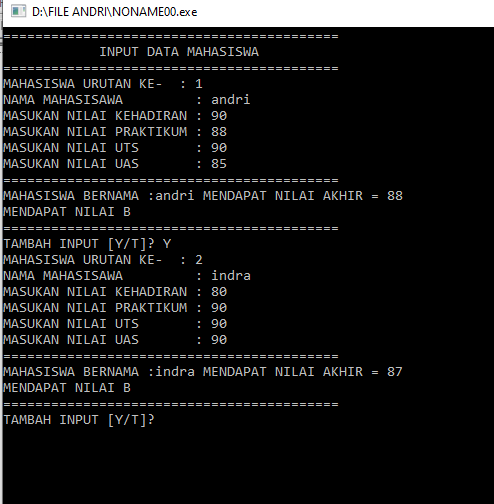 D:\FILE ANDRI\NONAME00.exe
==========================================
INPUT DATA MAHASISWA
==========================================
MAHASISWA URUTAN KE-  : 1
NAMA MAHASISAWA         : andri
MASUKAN NILAI KEHADIRAN : 90
MASUKAN NILAI PRAKTIKUM : 88
MASUKAN NILAI UTS       : 90
MASUKAN NILAI UAS       : 85
==========================================
MAHASISWA BERNAMA :andri MENDAPAT NILAI AKHIR = 88
MENDAPAT NILAI B
==========================================
TAMBAH INPUT [Y/T]? Y
MAHASISWA URUTAN KE-  : 2
NAMA MAHASISAWA         : indra
MASUKAN NILAI KEHADIRAN : 80
MASUKAN NILAI PRAKTIKUM : 90
MASUKAN NILAI UTS       : 90
MASUKAN NILAI UAS       : 90
==========================================
MAHASISWA BERNAMA :indra MENDAPAT NILAI AKHIR = 87
MENDAPAT NILAI B
==========================================
TAMBAH INPUT [Y/T]?